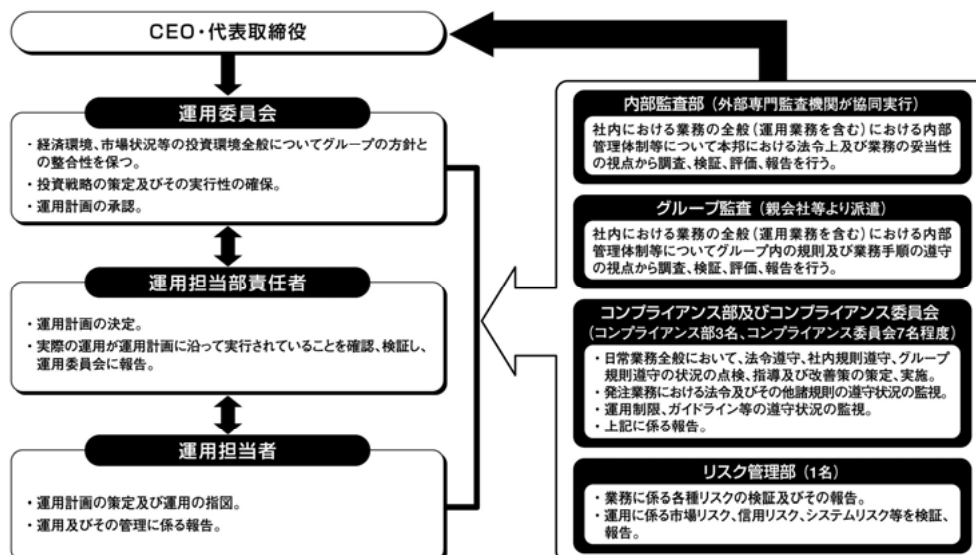 CEO・代表取締役
運用委員会
・経済環境、市場状況等の投資環境全般についてグループの方針と
の整合性を保つ。
・投資戦略の策定及びその実行性の確保。
・運用計画の承認。
運用担当部責任者
・運用計画の決定。
・実際の運用が運用計画に沿って実行されていることを確認、検証し、
運用委員会に報告。
運用担当者
・運用計画の策定及び運用の指図。
・運用及びその管理に係る報告。
内部監査部（外部専門監査機関が協同実行）
社内における業務の全般（運用業務を含む）における内部
管理体制等について本邦における法令上及び業務の妥当性
の視点から調査、検証、評価、報告を行う。
グループ監査（親会社等より派遣）
社内における業務の全般（運用業務を含む）における内部
管理体制等についてグループ内の規則及び業務手順の遵守
の視点から調査、検証、評価、報告を行う。
コンプライアンス部及びコンプライアンス委員会
（コンプライアンス部3名、コンプライアンス委員会7名程度）
・日常業務全般において、法令遵守、社内規則遵守、グループ
規則遵守の状況の点検、指導及び改善策の策定、実施。
・発注業務における法令及びその他諸規則の遵守状況の監視。
・運用制限、ガイドライン等の遵守状況の監視。
・上記に係る報告。
リスク管理部（1名）
・業務に係る各種リスクの検証及びその報告。
・運用に係る市場リスク、信用リスク、システムリスク等を検証、
報告。